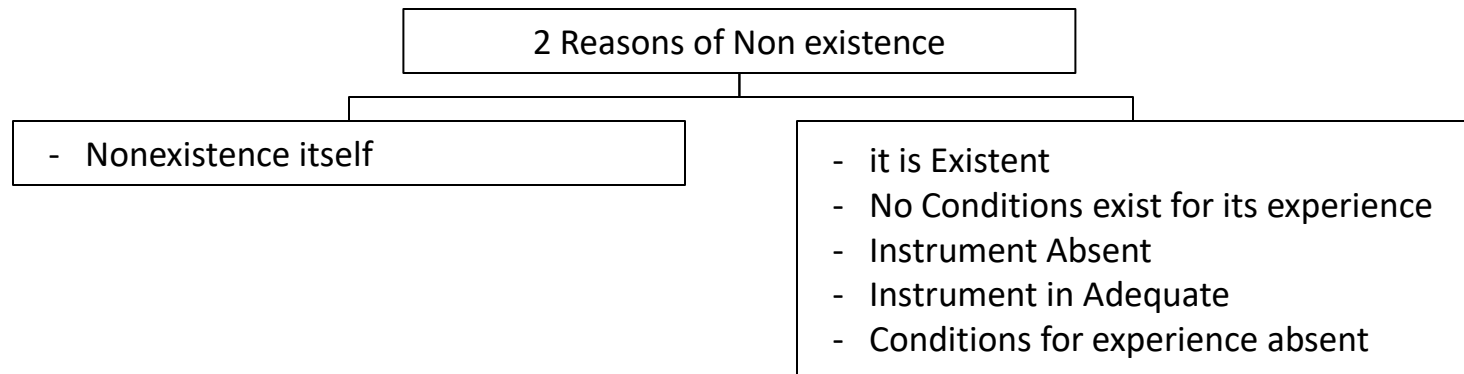 2 Reasons of Non existence
- Nonexistence itself
- it is Existent
- No Conditions exist for its experience
- Instrument Absent
- Instrument in Adequate
- Conditions for experience absent